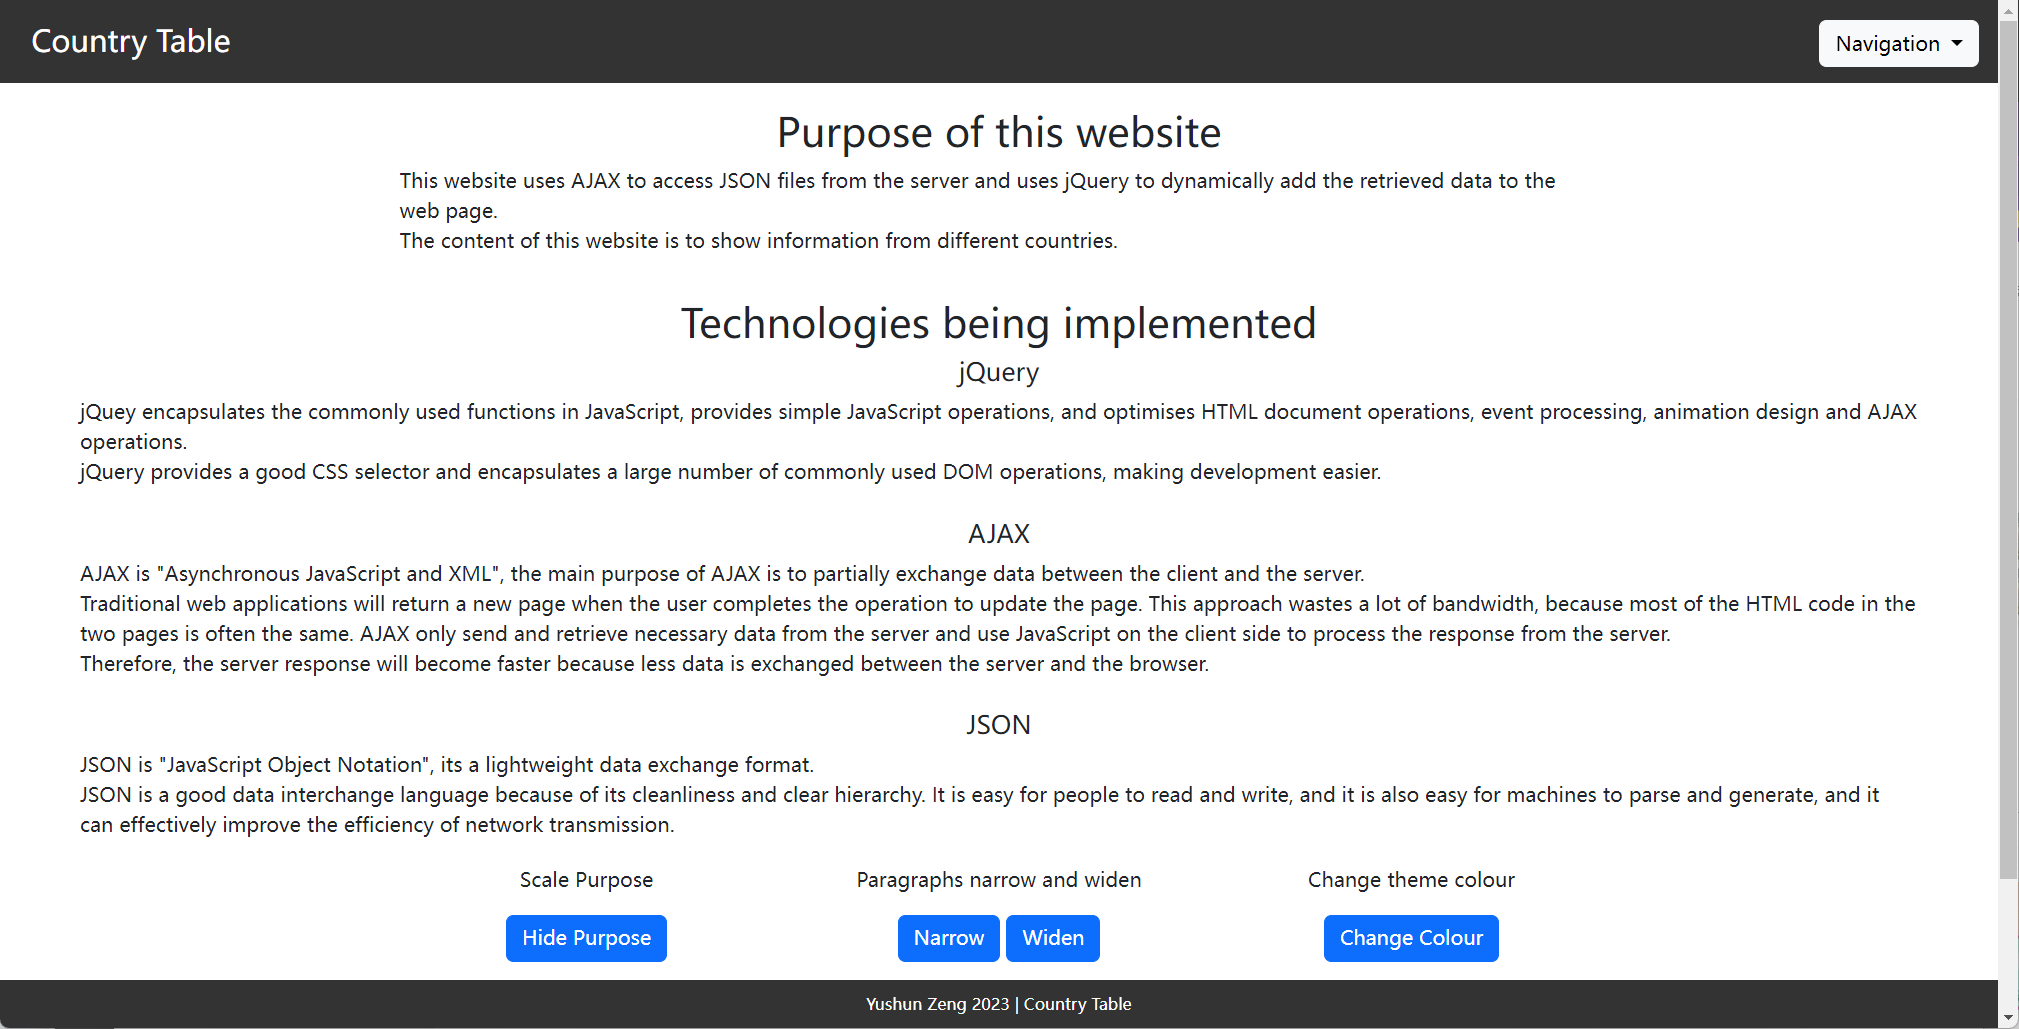 Country Table
Navigation
Purpose of this website
This website uses AJAX to access JSON files from the server and uses jQuery to dynamically add the retrieved data to the
web page.
The content of this website is to show information from different countries.
Technologies being implemented
jQuery
jQuey encapsulates the commonly used functions in JavaScript, provides simple JavaScript operations, and optimises HTML document operations, event processing, animation design and AJAX
operations.
jQuery provides a good CSS selector and encapsulates a large number of commonly used DOM operations, making development easier.
AJAX
AJAX is "Asynchronous JavaScript and XML", the main purpose of AJAX is to partially exchange data between the client and the server.
Traditional web applications will return a new page when the user completes the operation to update the page. This approach wastes a lot of bandwidth, because most of the HTML code in the
two pages is often the same. AJAX only send and retrieve necessary data from the server and use JavaScript on the client side to process the response from the server.
Therefore, the server response will become faster because less data is exchanged between the server and the browser.
JSON
JSON is "JavaScript Object Notation", its a lightweight data exchange format.
JSON is a good data interchange language because of its cleanliness and clear hierarchy. It is easy for people to read and write, and it is also easy for machines to parse and generate, and it
can effectively improve the efficiency of network transmission.
Scale Purpose
Hide Purpose
Paragraphs narrow and widen
Narrow Widen
Change theme colour
Change Colour
Yushun Zeng 2023 | Country Table